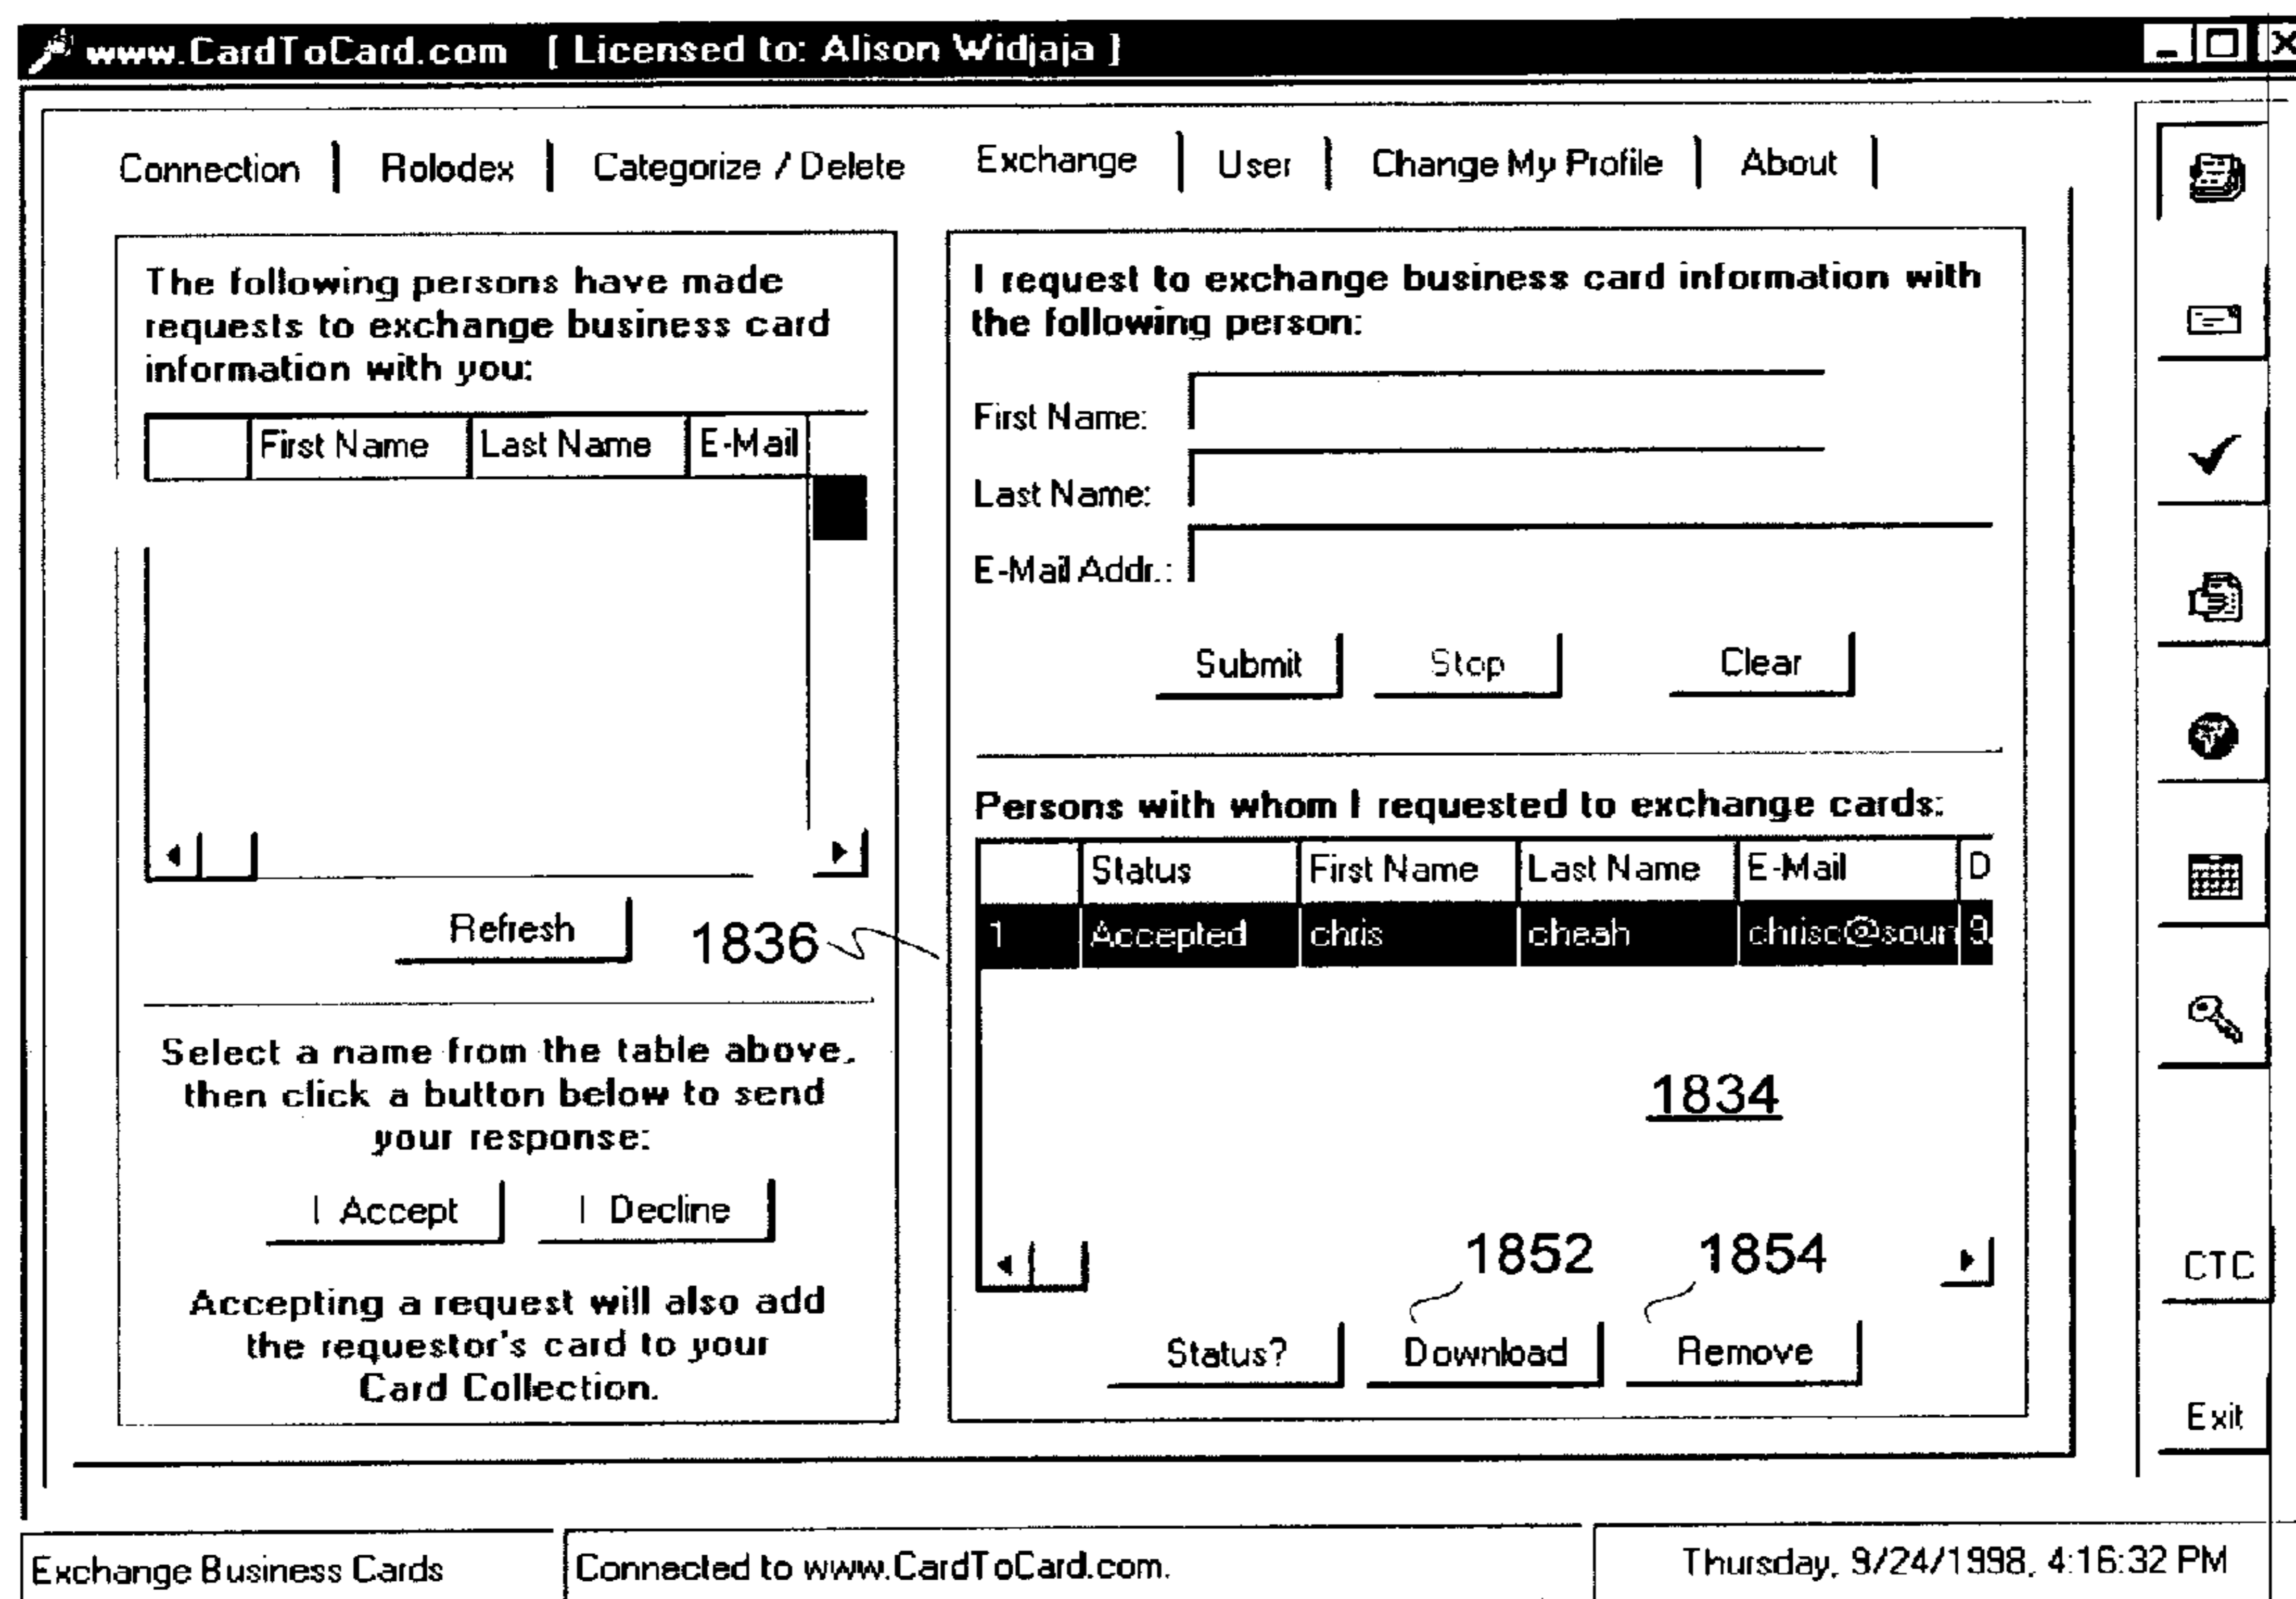 www.CardToCard.com [ Licensed to: Alison Widjaja ]
Connection Rolodex Categorize / Delete Exchange User Change My Profile About
The following persons have made
requests to exchange business card
information with you:
First Name Last Name E-Mail
Refresh
Select a name from the table above,
then click a button below to send
your response:
I Accept I Decline
Accepting a request will also add
the requestor's card to your
Card Collection.
I request to exchange business card information with
the following person:
First Name:
Last Name:
E-Mail Addr.:
Submit Stop Clear
Persons with whom I requested to exchange cards:
Status First Name Last Name E-Mail D
1 Accepted chris cheah chrisc@soun 9/
1836
1834
1852 1854
Status? Download Remove
CTC
Exit
Exchange Business Cards Connected to www.CardToCard.com. Thursday, 9/24/1998, 4:16:32 PM